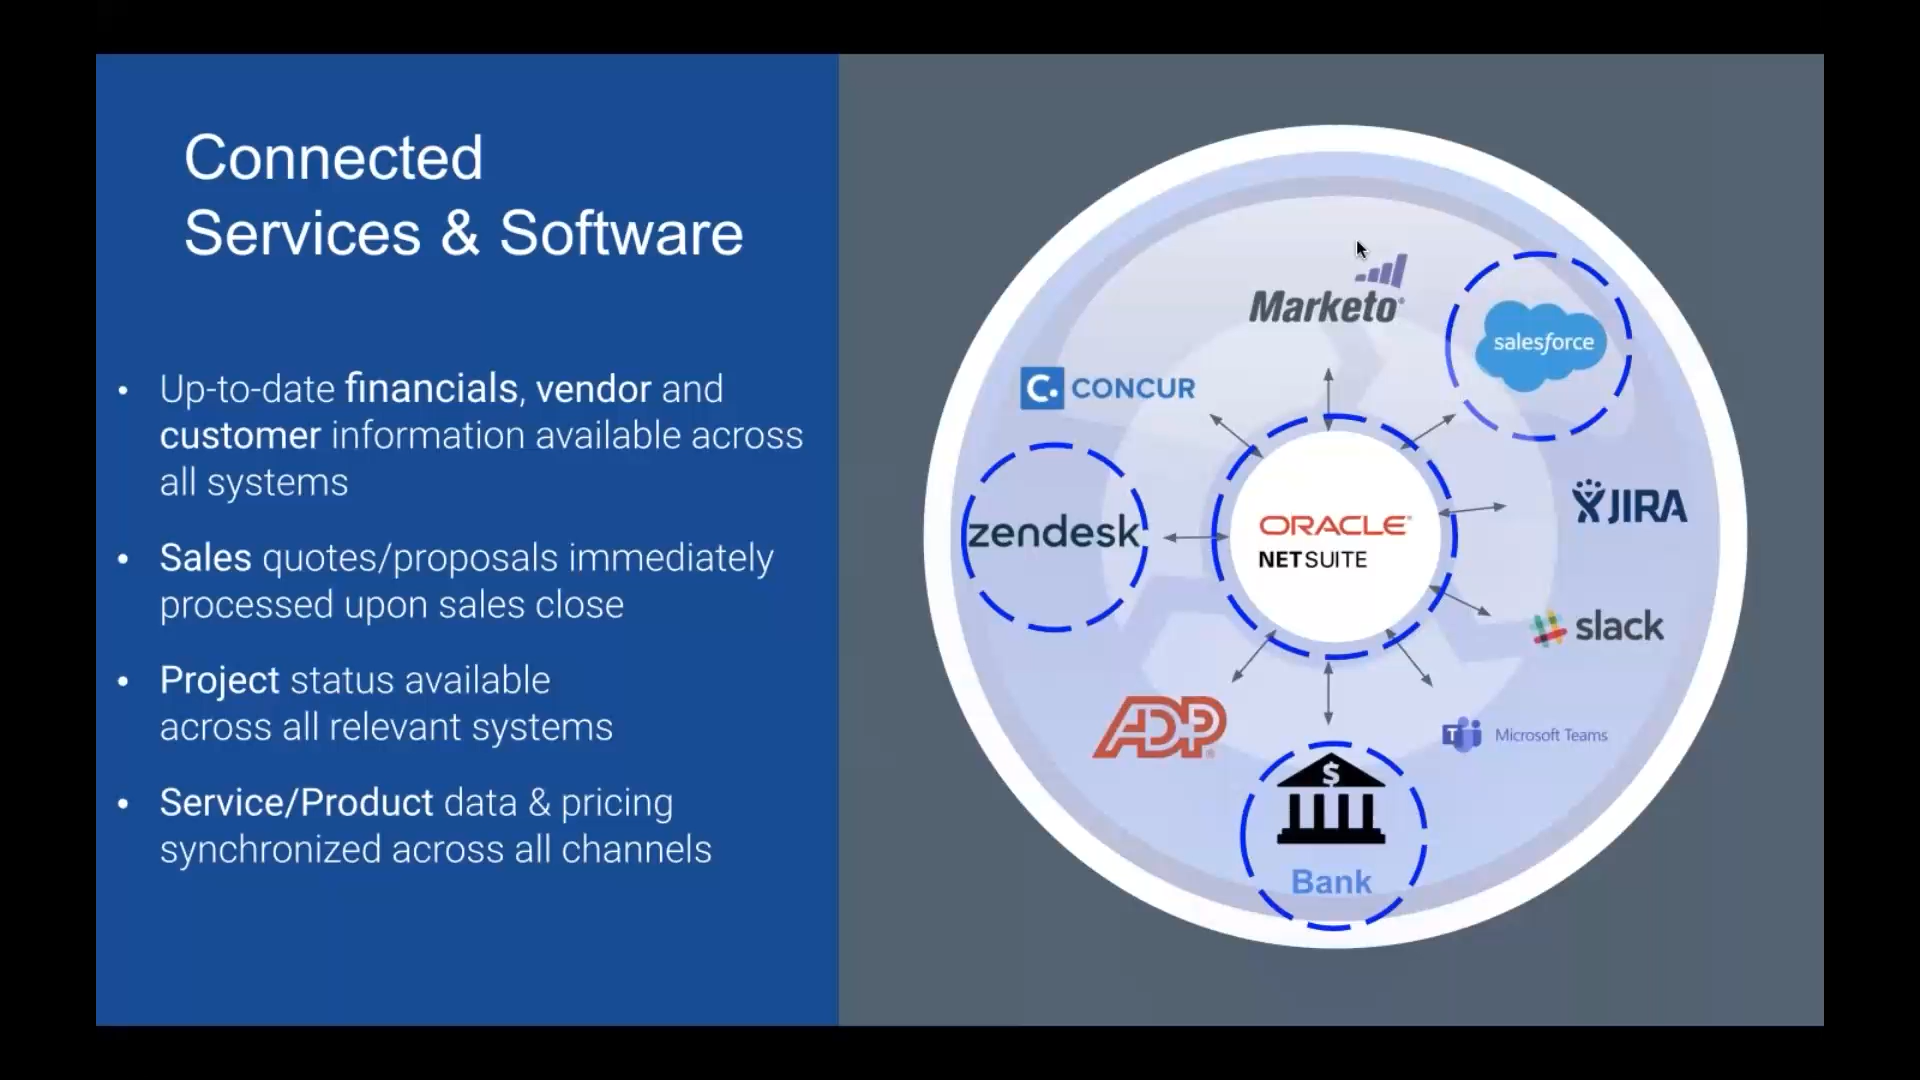 Connected
Services & Software
• Up-to-date financials, vendor and
customer information available across
all systems
• Sales quotes/proposals immediately
processed upon sales close
• Project status available
across all relevant systems
• Service/Product data & pricing
synchronized across all channels
Marketo®
salesforce
C. CONCUR
JIRA
zendesk
ORACLE®
NETSUITE
slack
ADP®
T Microsoft Teams
$
Bank